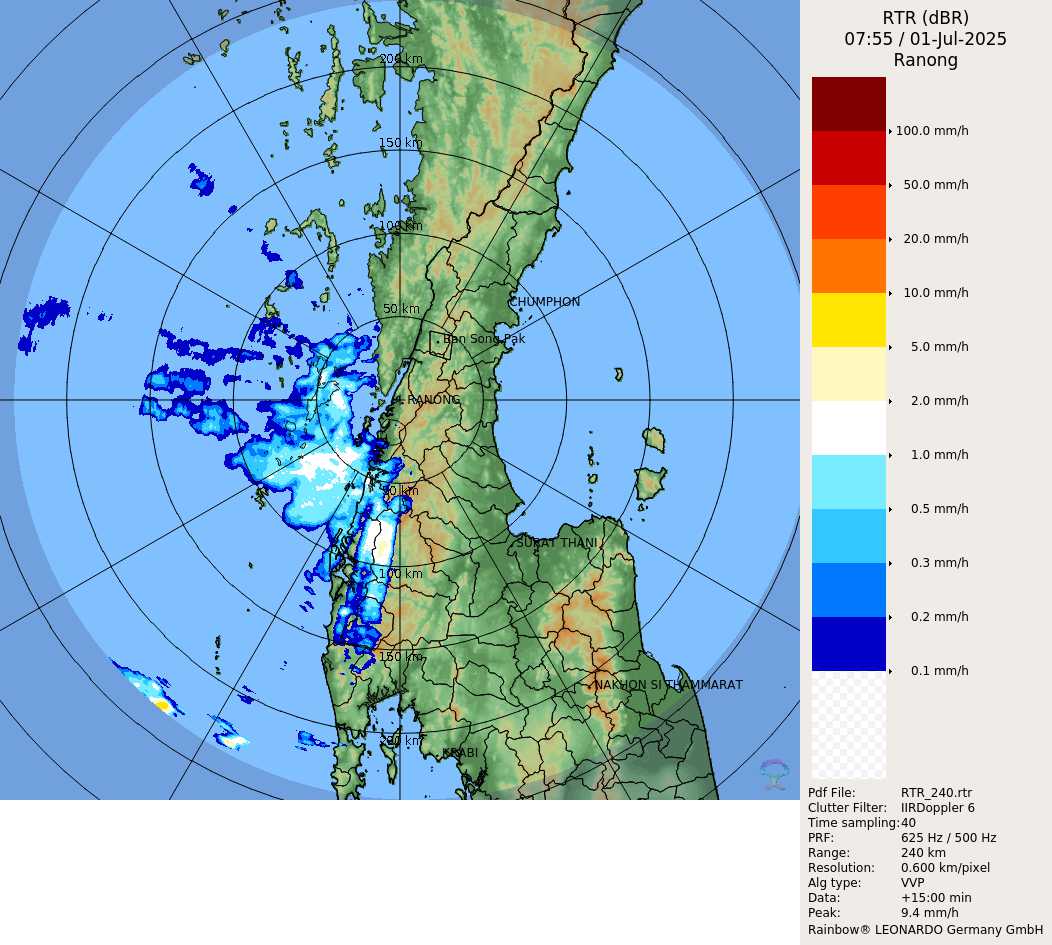 RTR (dBR)
07:55 / 01-Jul-2025
Ranong
100.0 mm/h
50.0 mm/h
20.0 mm/h
10.0 mm/h
5.0 mm/h
2.0 mm/h
1.0 mm/h
0.5 mm/h
0.3 mm/h
0.2 mm/h
0.1 mm/h
200 km
150 km
100 km
50 km
CHUMPHON
Ban Song Pak
RANONG
50 km
SURAT THANI
100 km
150 km
NAKHON SI THAMMARAT
200 km
KRABI
Pdf File: RTR_240.rtr
Clutter Filter: IIRDoppler 6
Time sampling: 40
PRF: 625 Hz / 500 Hz
Range: 240 km
Resolution: 0.600 km/pixel
Alg type: VVP
Data: +15:00 min
Peak: 9.4 mm/h
Rainbow® LEONARDO Germany GmbH